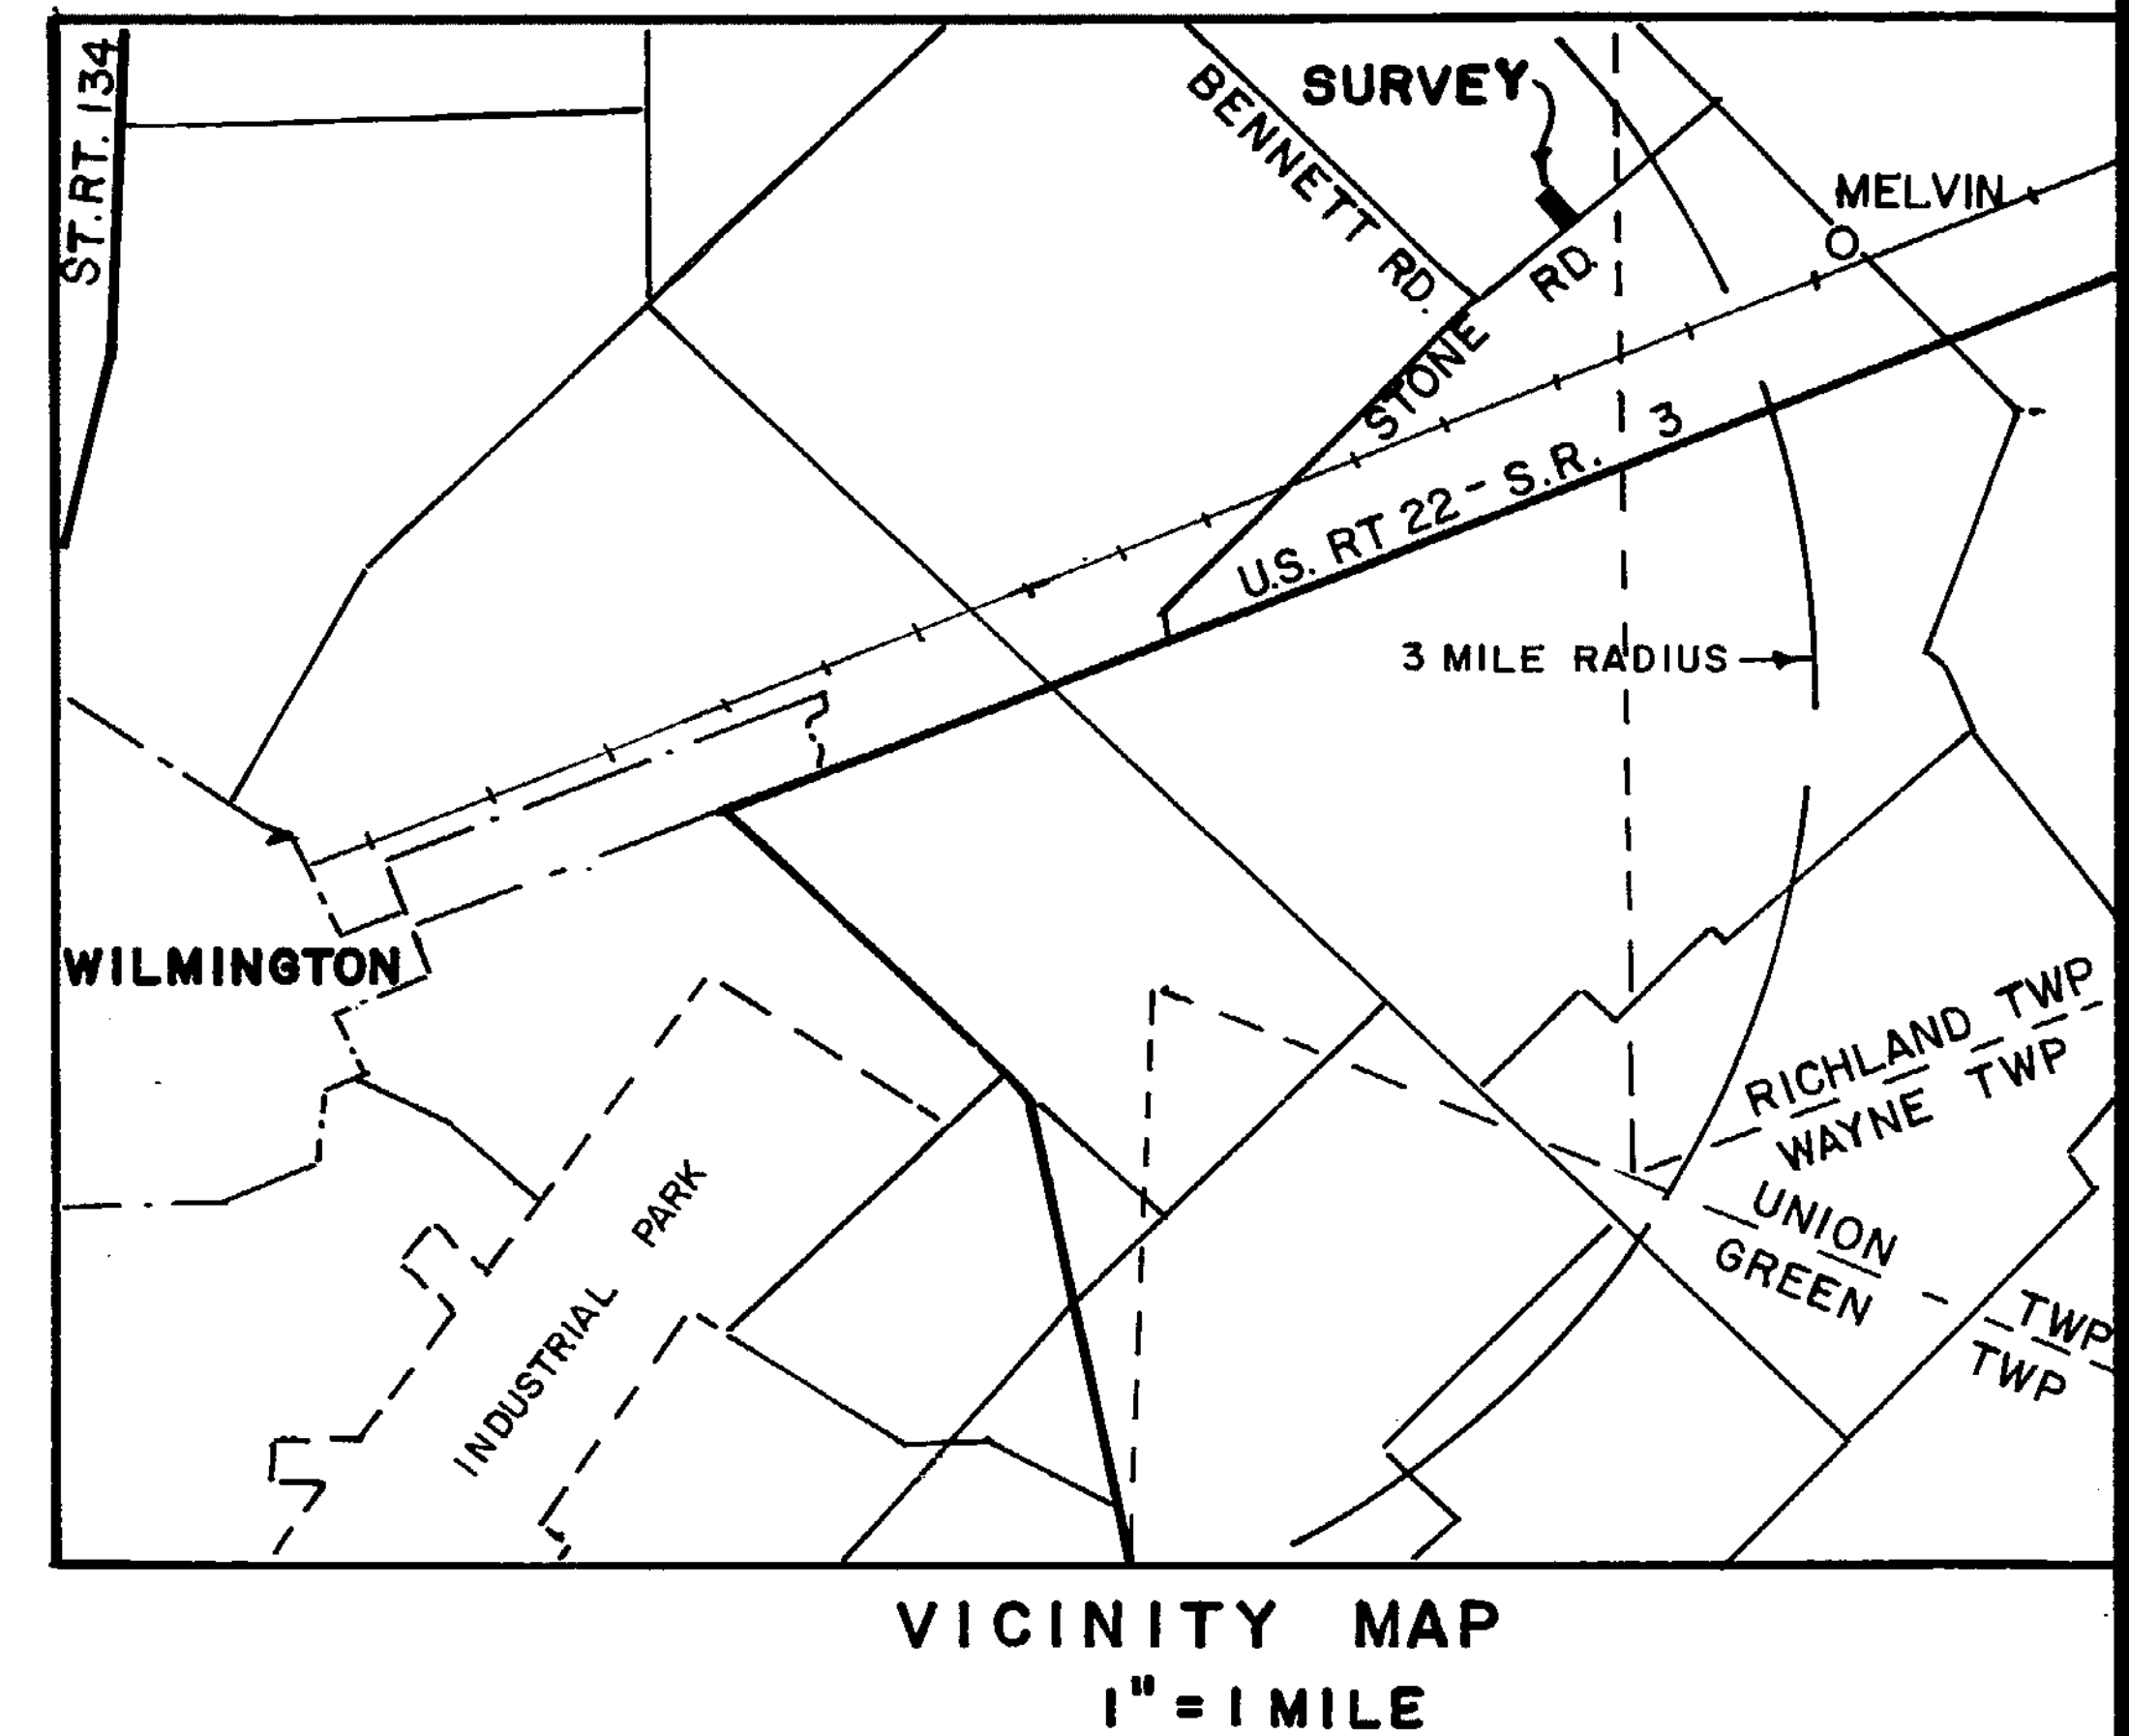 ST. RT. 134
BENNETT RD.
SURVEY
MELVIN
STONE RD.
U.S. RT 22 - S.R. 3
3 MILE RADIUS
WILMINGTON
RICHLAND TWP
WAYNE TWP
UNION TWP
GREEN TWP
INDUSTRIAL PARK
VICINITY MAP
1" = 1 MILE